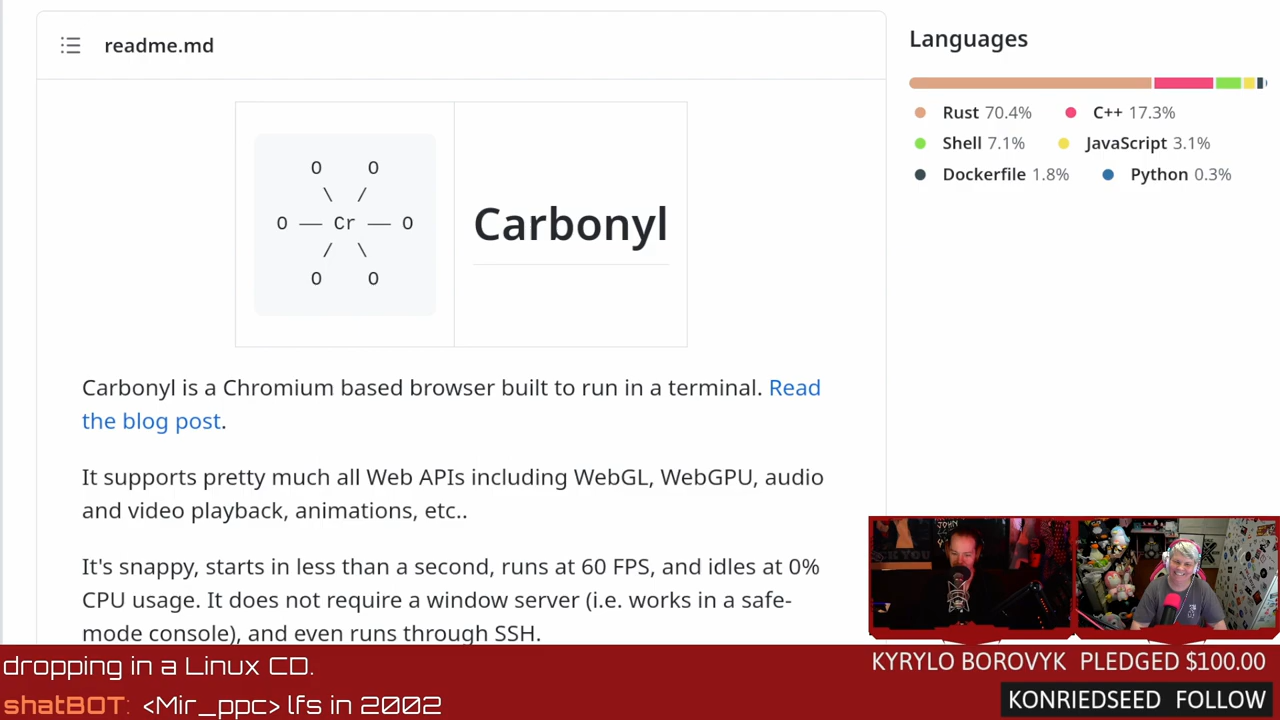 readme.md
O O
\ /
O — Cr — O
/ \
O O
Carbonyl
Carbonyl is a Chromium based browser built to run in a terminal. Read
the blog post.
It supports pretty much all Web APIs including WebGL, WebGPU, audio
and video playback, animations, etc..
It's snappy, starts in less than a second, runs at 60 FPS, and idles at 0%
CPU usage. It does not require a window server (i.e. works in a safe-
mode console), and even runs through SSH.
Languages
Rust 70.4% C++ 17.3%
Shell 7.1% JavaScript 3.1%
Dockerfile 1.8% Python 0.3%
dropping in a Linux CD.
shatBOT: <Mir_ppc> lfs in 2002
KYRYLO BOROVYK PLEDGED $100.00
KONRIEDSEED FOLLOW